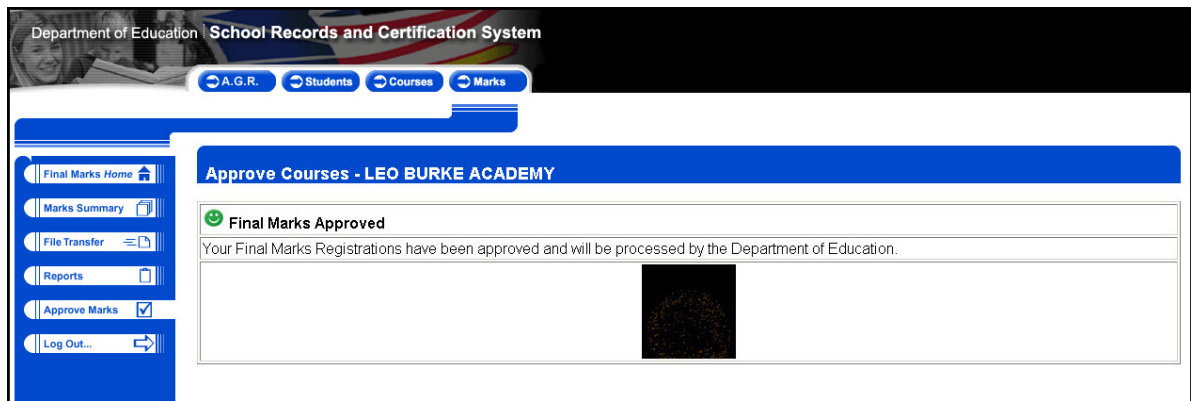 Department of Education School Records and Certification System
A.G.R. Students Courses Marks
Final Marks Home
Marks Summary
File Transfer
Reports
Approve Marks
Log Out...
Approve Courses - LEO BURKE ACADEMY
Final Marks Approved
Your Final Marks Registrations have been approved and will be processed by the Department of Education.